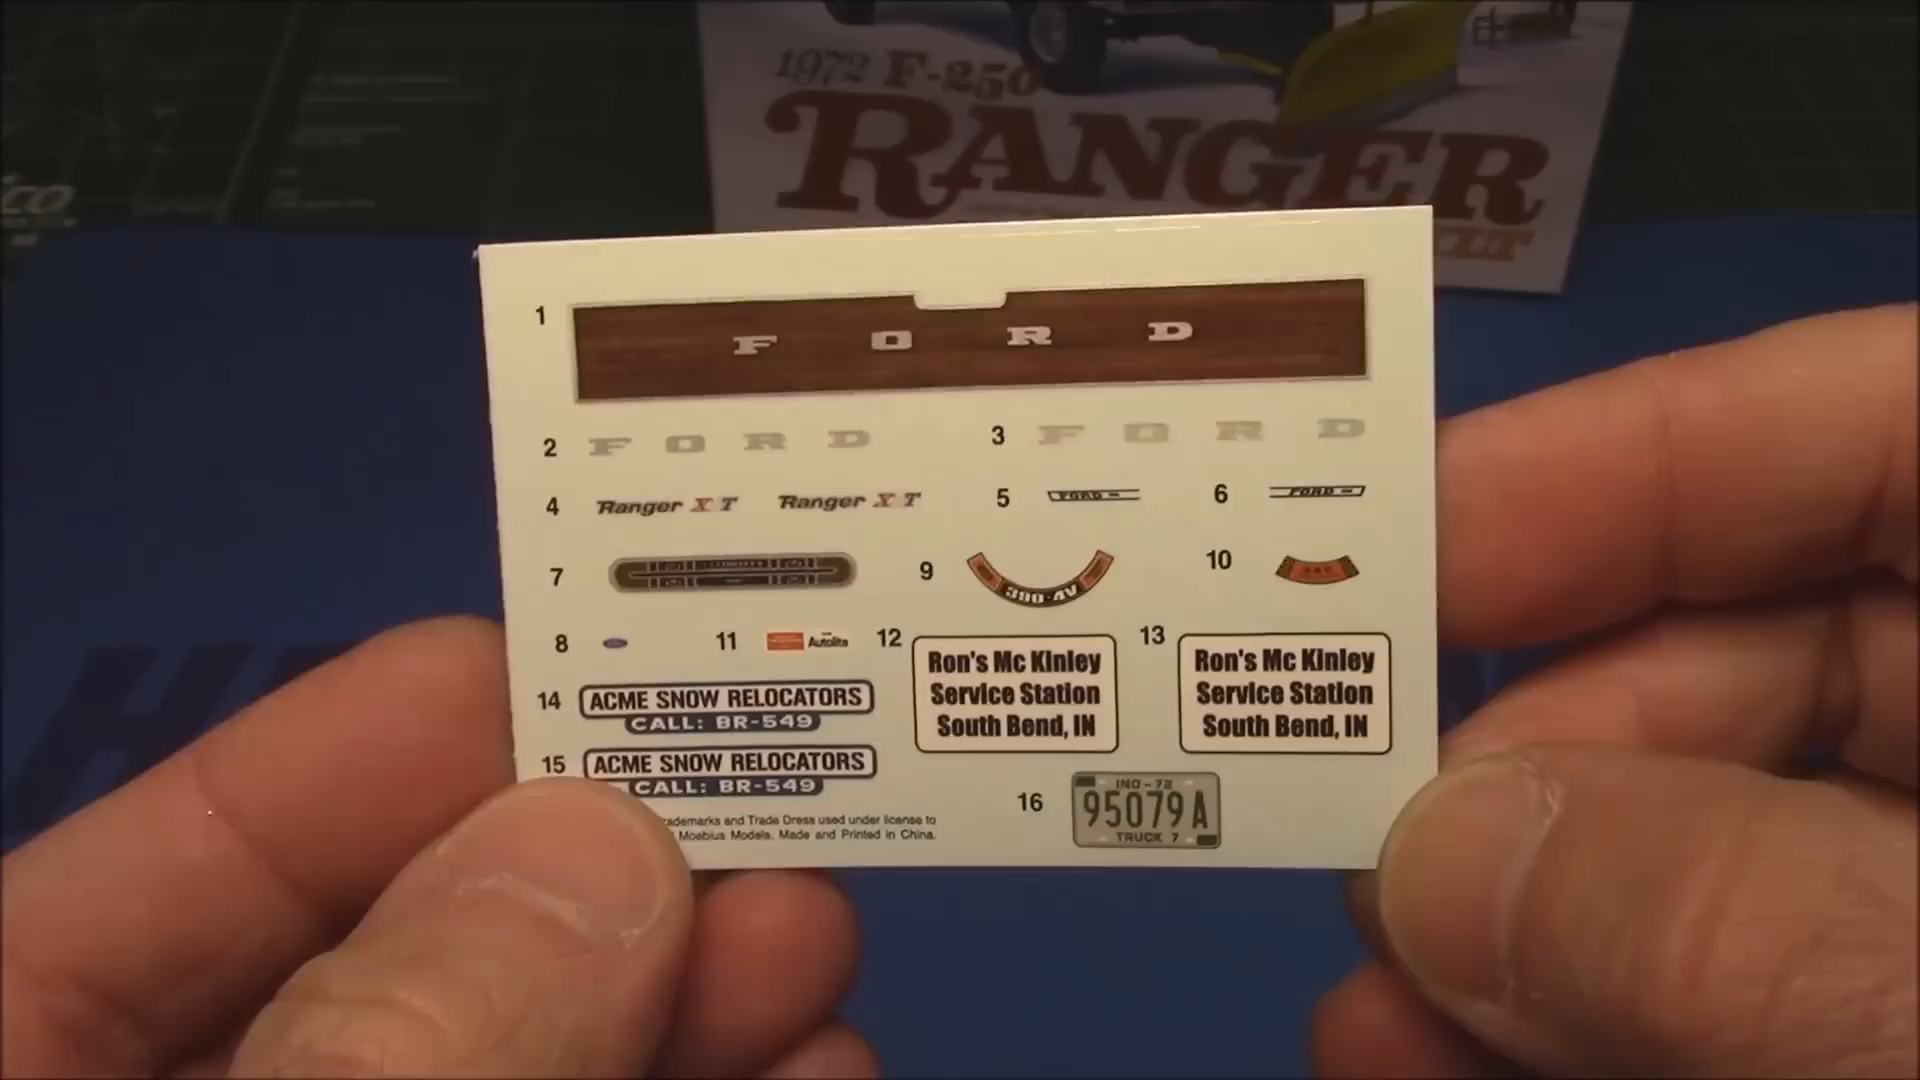 1972 F-250
RANGER
ico
1
F O R D
2
F O R D
3
F O R D
4
Ranger XLT
Ranger XLT
5
FORD
6
FORD
7
9
390-4V
10
8
11
Autolite
12
Ron's Mc Kinley
Service Station
South Bend, IN
13
Ron's Mc Kinley
Service Station
South Bend, IN
14
ACME SNOW RELOCATORS
CALL: BR-549
15
ACME SNOW RELOCATORS
CALL: BR-549
ademarks and Trade Dress used under license to
Moebius Models. Made and Printed in China.
16
IND-72
95079A
TRUCK 7